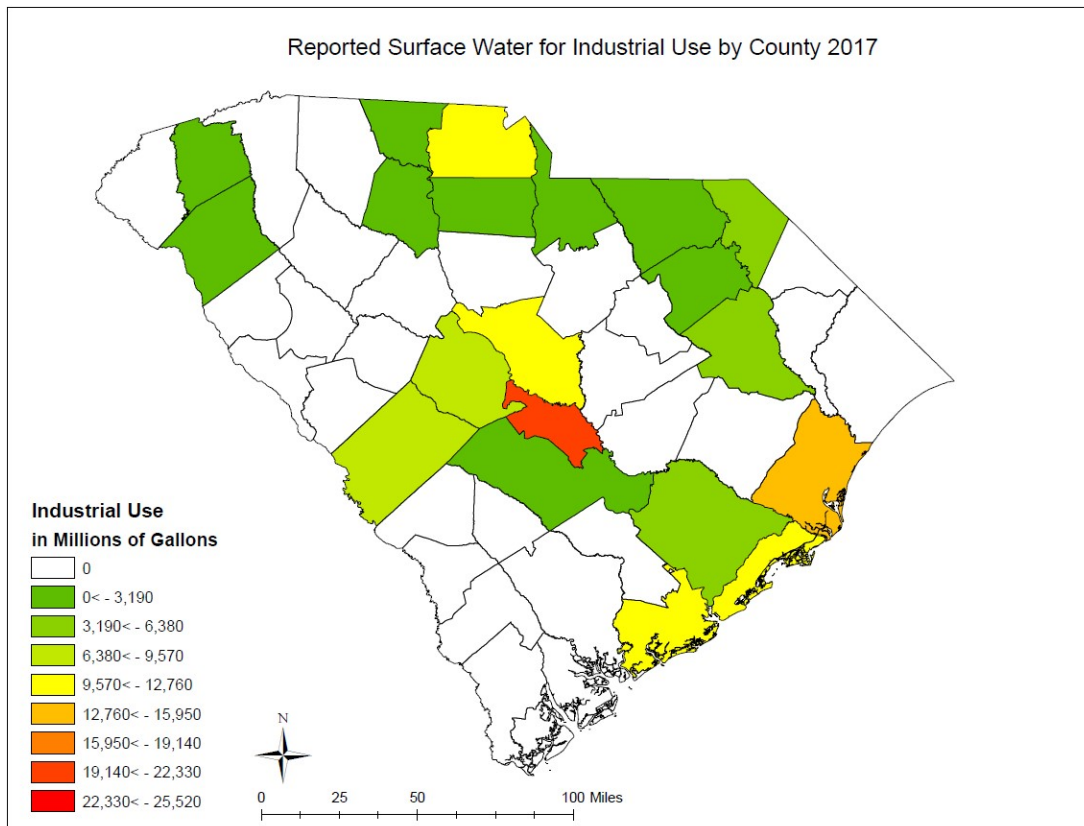 Reported Surface Water for Industrial Use by County 2017
Industrial Use
in Millions of Gallons
0
0< - 3,190
3,190< - 6,380
6,380< - 9,570
9,570< - 12,760
12,760< - 15,950
15,950< - 19,140
19,140< - 22,330
22,330< - 25,520
N
0 25 50 100 Miles